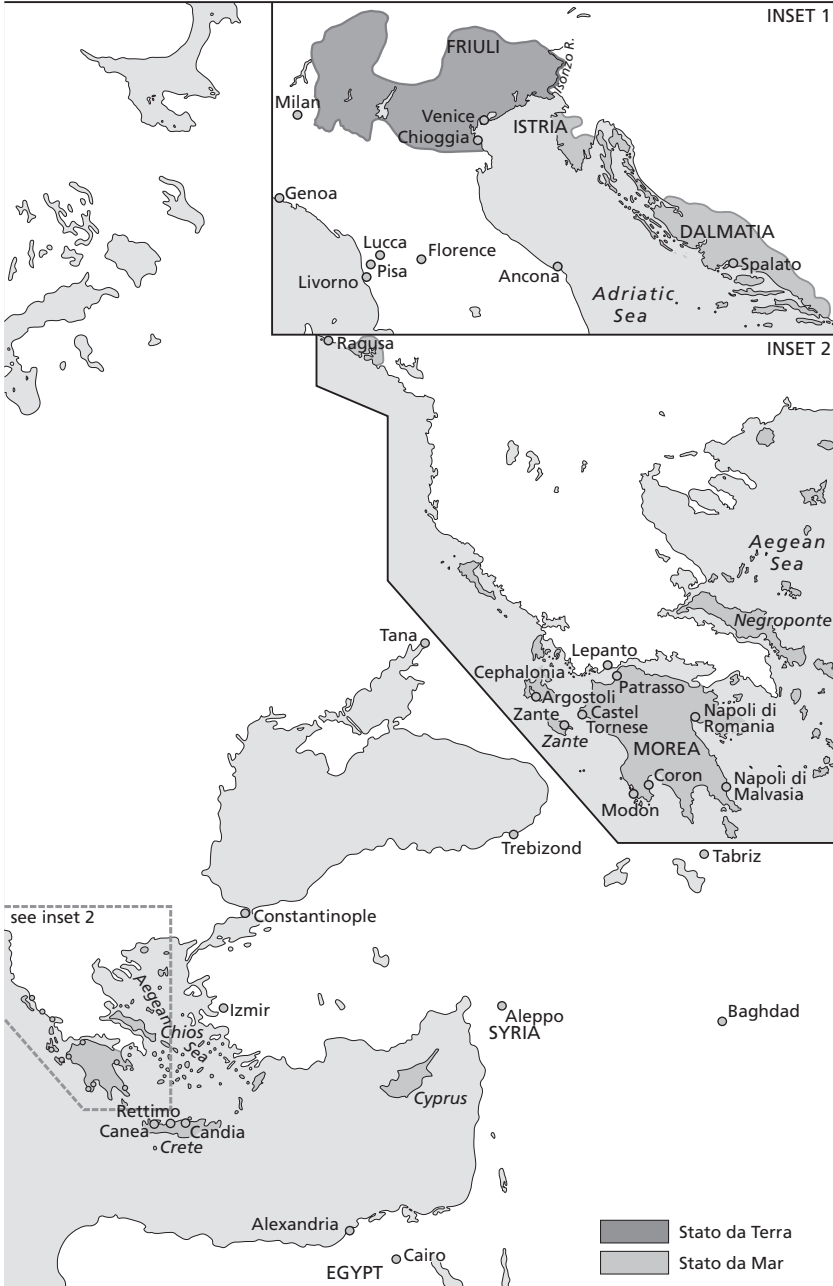 INSET 1
FRIULI
Isonzo R.
Milan
Venice
Chioggia
ISTRIA
Genoa
DALMATIA
Lucca
Florence
Pisa
Spalato
Livorno
Ancona
Adriatic
Sea
Ragusa
INSET 2
Aegean
Sea
Negroponte
Tana
Lepanto
Cephalonia
Patrasso
Argostoli
Zante
Castel
Tornese
Napoli di
Romania
Zante
MOREA
Coron
Napoli di
Malvasia
Modon
Trebizond
Tabriz
see inset 2
Constantinople
Aegean
Sea
Izmir
Chios
Aleppo
SYRIA
Baghdad
Cyprus
Rettimo
Canea
Candia
Crete
Alexandria
Cairo
EGYPT
Stato da Terra
Stato da Mar